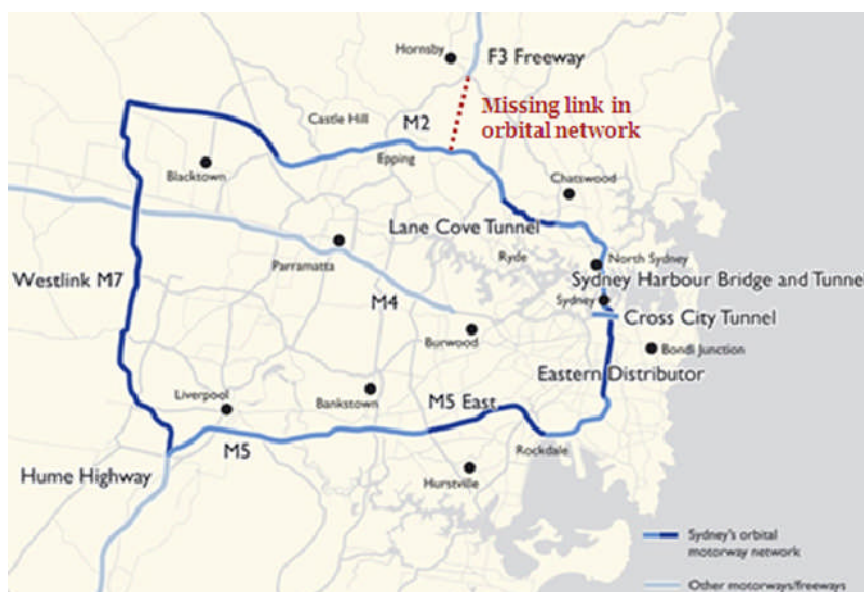 Hornsby
F3 Freeway
Missing link in
orbital network
Castle Hill
M2
Epping
Blacktown
Chatswood
Lane Cove Tunnel
Ryde
North Sydney
Parramatta
Westlink M7
Sydney Harbour Bridge and Tunnel
M4
Sydney
Cross City Tunnel
Burwood
Bondi Junction
Eastern Distributor
Liverpool
Bankstown
M5 East
M5
Rockdale
Hume Highway
Hurstville
Sydney's orbital
motorway network
Other motorways/freeways